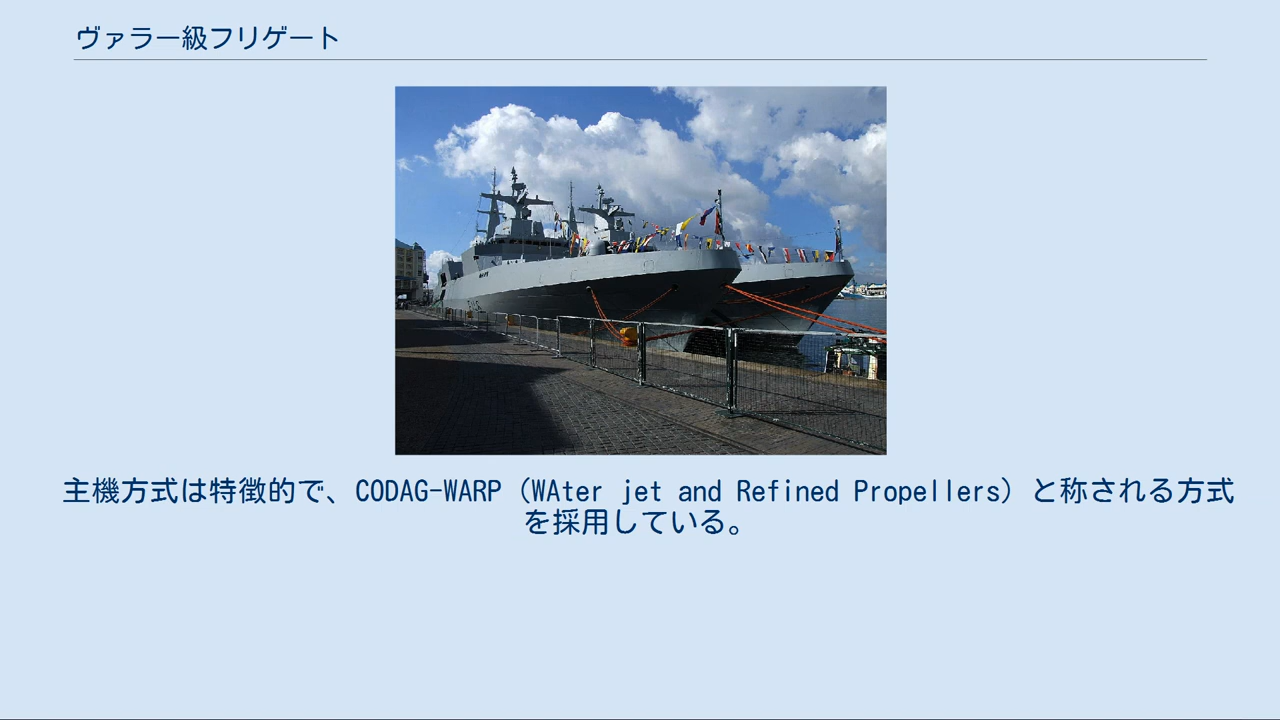 ヴァラー級フリゲート
主機方式は特徴的で、CODAG-WARP（WAter jet and Refined Propellers）と称される方式
を採用している。